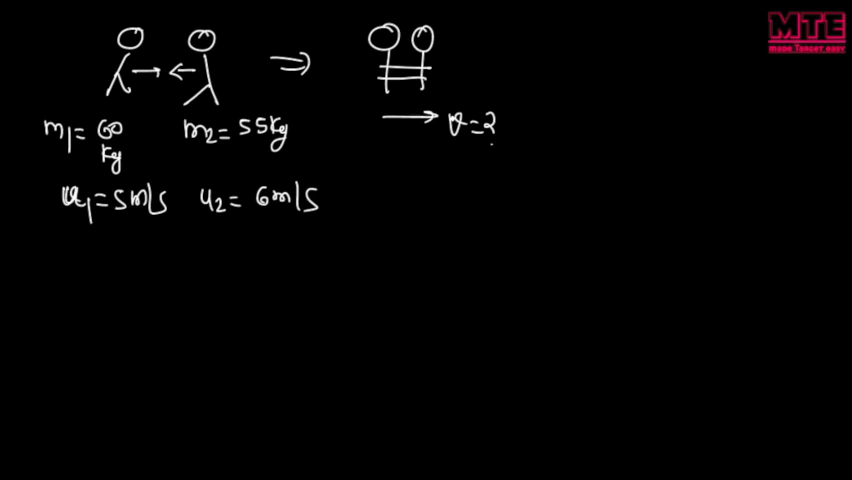 MTE
made Target easy
m₁ = 60 Kg
m₂ = 55Kg
v = ?
u₁ = 5m/s
u₂ = 6m/s